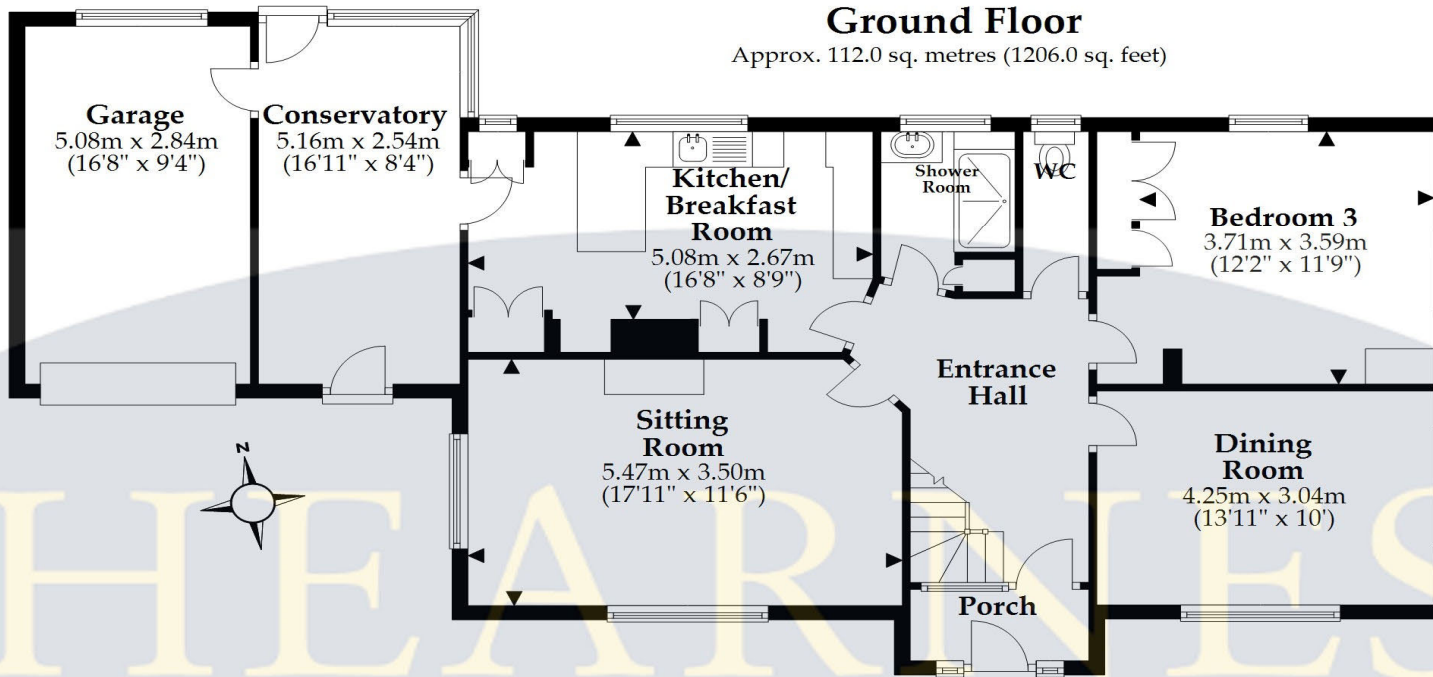 Ground Floor
Approx. 112.0 sq. metres (1206.0 sq. feet)
Garage
5.08m x 2.84m
(16'8" x 9'4")
Conservatory
5.16m x 2.54m
(16'11" x 8'4")
Kitchen/
Breakfast
Room
5.08m x 2.67m
(16'8" x 8'9")
Shower
Room
WC
Bedroom 3
3.71m x 3.59m
(12'2" x 11'9")
Entrance
Hall
Sitting
Room
5.47m x 3.50m
(17'11" x 11'6")
Dining
Room
4.25m x 3.04m
(13'11" x 10')
Porch
N
HEARNES